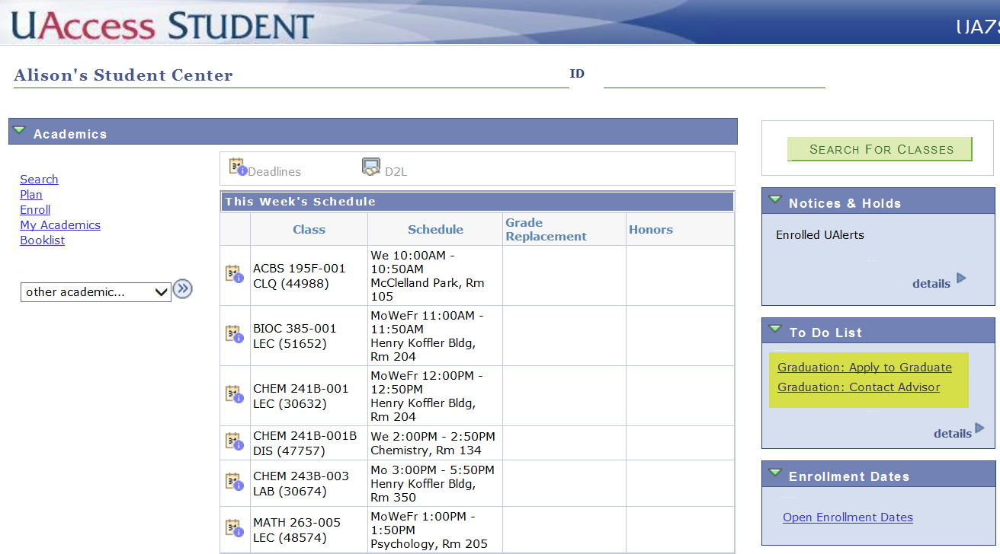 UAccess Student
UAZS
Alison's Student Center
ID
Academics
Search
Plan
Enroll
My Academics
Booklist
other academic...
Deadlines
D2L
This Week's Schedule
Class
Schedule
Grade
Replacement
Honors
ACBS 195F-001
CLQ (44988)
We 10:00AM -
10:50AM
McClelland Park, Rm
105
BIOC 385-001
LEC (51652)
MoWeFr 11:00AM -
11:50AM
Henry Koffler Bldg,
Rm 204
CHEM 241B-001
LEC (30632)
MoWeFr 12:00PM -
12:50PM
Henry Koffler Bldg,
Rm 204
CHEM 241B-001B
DIS (47757)
We 2:00PM - 2:50PM
Chemistry, Rm 134
CHEM 243B-003
LAB (30674)
Mo 3:00PM - 5:50PM
Henry Koffler Bldg,
Rm 350
MATH 263-005
LEC (48574)
MoWeFr 1:00PM -
1:50PM
Psychology, Rm 205
Search For Classes
Notices & Holds
Enrolled UAlerts
details
To Do List
Graduation: Apply to Graduate
Graduation: Contact Advisor
details
Enrollment Dates
Open Enrollment Dates